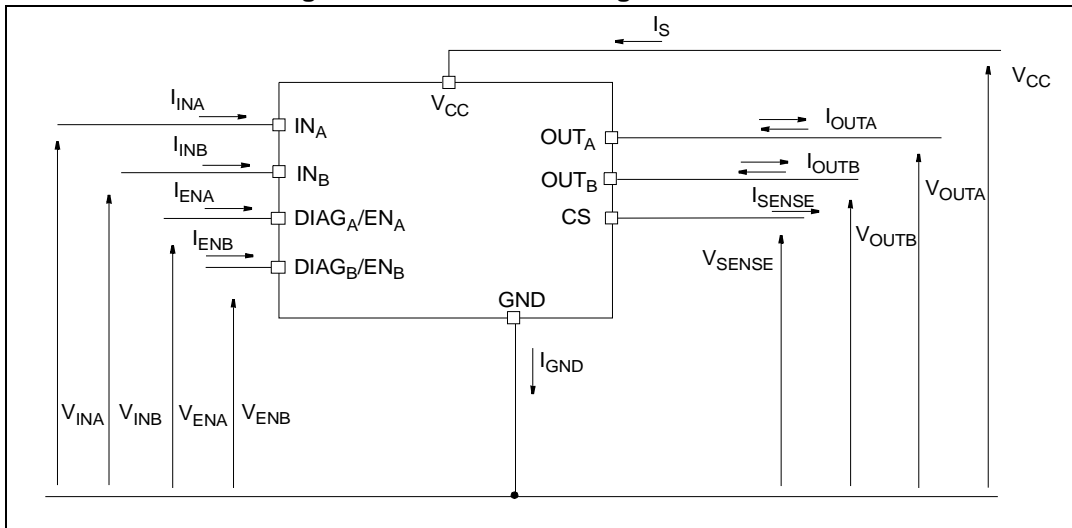 I_S
V_CC
V_CC
I_INA
IN_A
OUT_A
I_OUTA
I_INB
IN_B
OUT_B
I_OUTB
I_ENA
DIAG_A/EN_A
CS
I_SENSE
V_OUTA
I_ENB
DIAG_B/EN_B
V_SENSE
V_OUTB
GND
I_GND
V_INA
V_INB
V_ENA
V_ENB